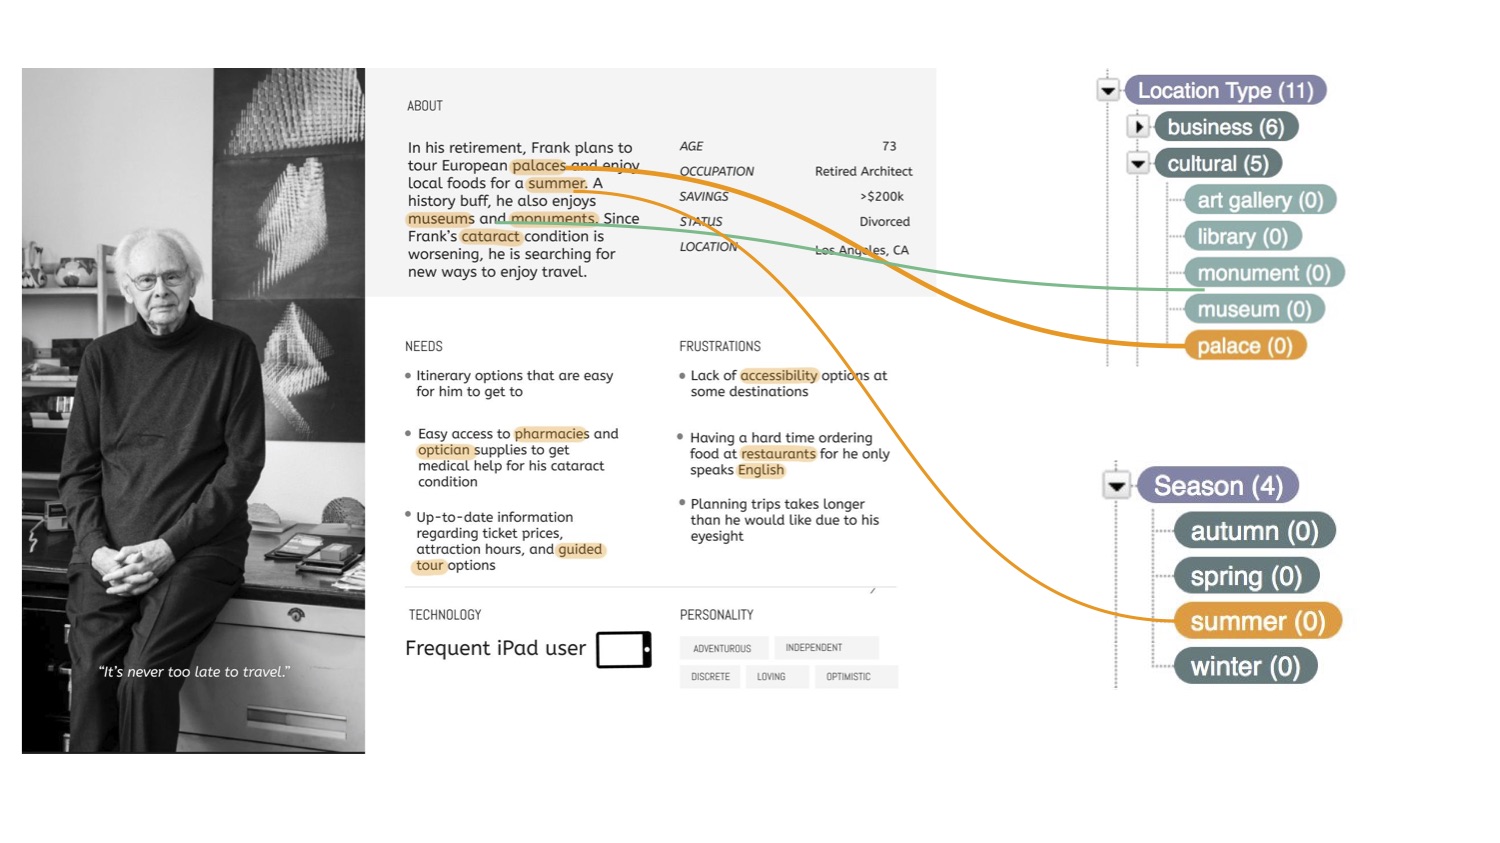 ABOUT
In his retirement, Frank plans to
tour European palaces and enjoy
local foods for a summer. A
history buff, he also enjoys
museums and monuments. Since
Frank's cataract condition is
worsening, he is searching for
new ways to enjoy travel.
AGE 73
OCCUPATION Retired Architect
SAVINGS >$200k
STATUS Divorced
LOCATION Los Angeles, CA
NEEDS
• Itinerary options that are easy
for him to get to
• Easy access to pharmacies and
optician supplies to get
medical help for his cataract
condition
• Up-to-date information
regarding ticket prices,
attraction hours, and guided
tour options
FRUSTRATIONS
• Lack of accessibility options at
some destinations
• Having a hard time ordering
food at restaurants for he only
speaks English
• Planning trips takes longer
than he would like due to his
eyesight
TECHNOLOGY
Frequent iPad user
PERSONALITY
ADVENTUROUS INDEPENDENT
DISCRETE LOVING OPTIMISTIC
“It's never too late to travel.”
Location Type (11)
business (6)
cultural (5)
art gallery (0)
library (0)
monument (0)
museum (0)
palace (0)
Season (4)
autumn (0)
spring (0)
summer (0)
winter (0)